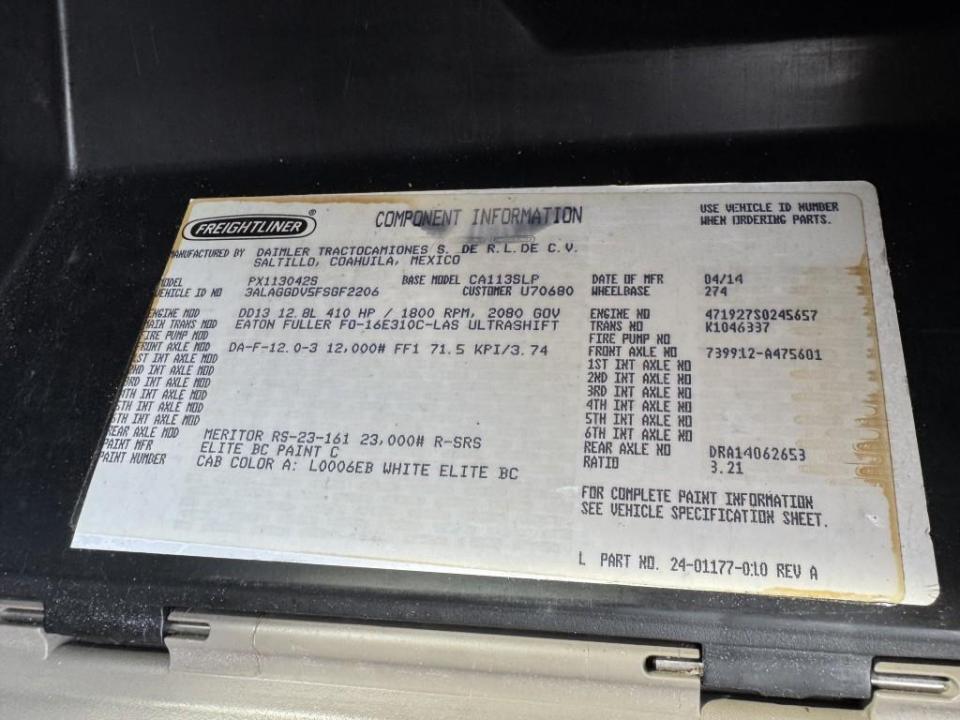 FREIGHTLINER®
COMPONENT INFORMATION
USE VEHICLE ID NUMBER
WHEN ORDERING PARTS.
MANUFACTURED BY DAIMLER TRACTOCAMIONES S. DE R.L.DE C.V.
SALTILLO, COAHUILA, MEXICO
MODEL PX113042S BASE MODEL CA113SLP DATE OF MFR 04/14
VEHICLE ID NO 3ALAGGDV5FSGF2206 CUSTOMER U70680 WHEELBASE 274
ENGINE MOD DD13 12.8L 410 HP / 1800 RPM, 2080 GOV ENGINE NO 471927S0245657
MAIN TRANS MOD EATON FULLER FO-16E310C-LAS ULTRASHIFT TRANS NO K1046337
FIRE PUMP MOD FIRE PUMP NO
FRONT AXLE MOD DA-F-12.0-3 12,000# FF1 71.5 KPI/3.74 FRONT AXLE NO 739912-A475601
1ST INT AXLE MOD 1ST INT AXLE NO
2ND INT AXLE MOD 2ND INT AXLE NO
3RD INT AXLE MOD 3RD INT AXLE NO
4TH INT AXLE MOD 4TH INT AXLE NO
5TH INT AXLE MOD 5TH INT AXLE NO
6TH INT AXLE MOD 6TH INT AXLE NO
REAR AXLE MOD MERITOR RS-23-161 23,000# R-SRS REAR AXLE NO DRA14062653
PAINT MFR ELITE BC PAINT C RATIO 3.21
PAINT NUMBER CAB COLOR A: L0006EB WHITE ELITE BC
FOR COMPLETE PAINT INFORMATION
SEE VEHICLE SPECIFICATION SHEET.
L PART NO. 24-01177-010 REV A